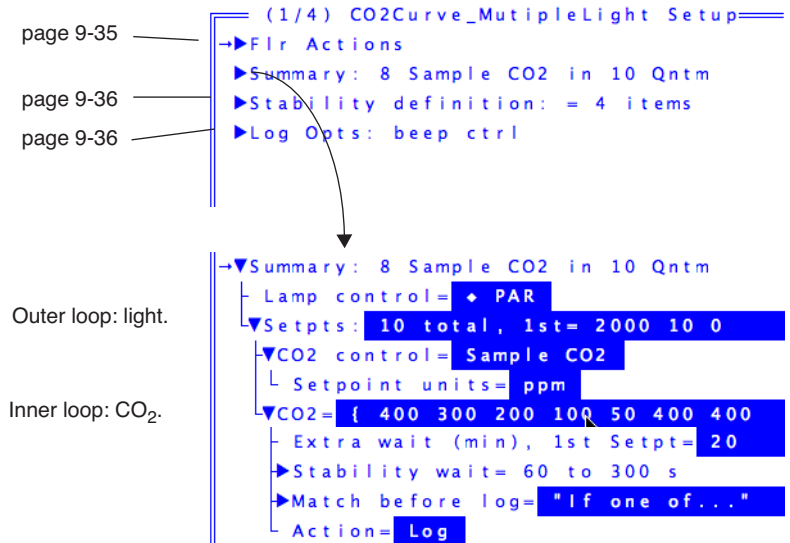 (1/4) CO2Curve_MutipleLight Setup
page 9-35
→▶Flr Actions
▶Summary: 8 Sample CO2 in 10 Qntm
page 9-36
▶Stability definition: = 4 items
page 9-36
▶Log Opts: beep ctrl
→▼Summary: 8 Sample CO2 in 10 Qntm
Lamp control= ◆ PAR
Outer loop: light.
▼Setpts: 10 total, 1st= 2000 10 0
▼CO2 control= Sample CO2
Setpoint units= ppm
Inner loop: CO2.
▼CO2= { 400 300 200 100 50 400 400
Extra wait (min), 1st Setpt= 20
▶Stability wait= 60 to 300 s
▶Match before log= "If one of..."
Action= Log